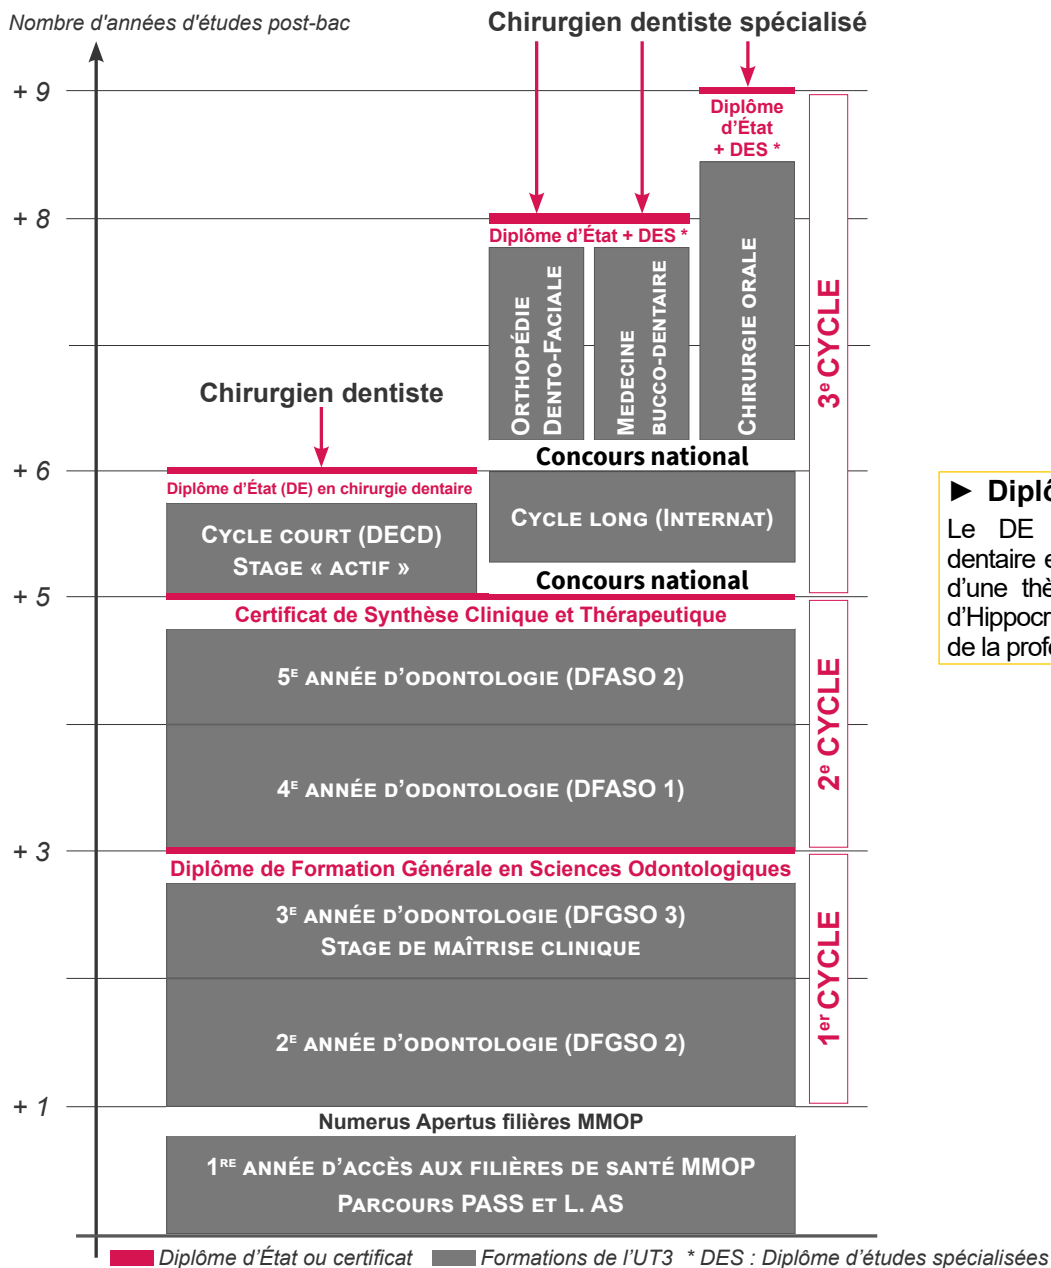 Nombre d'années d'études post-bac
Chirurgien dentiste spécialisé
+ 9
Diplôme
d'État
+ DES *
+ 8
Diplôme d'État + DES *
Orthopédie
Dento-Faciale
Medecine
bucco-dentaire
Chirurgie orale
3e CYCLE
Chirurgien dentiste
Concours national
+ 6
Diplôme d'État (DE) en chirurgie dentaire
Cycle court (DECD)
Stage « actif »
Cycle long (Internat)
Concours national
+ 5
Certificat de Synthèse Clinique et Thérapeutique
5e année d'odontologie (DFASO 2)
4e année d'odontologie (DFASO 1)
2e CYCLE
+ 3
Diplôme de Formation Générale en Sciences Odontologiques
3e année d'odontologie (DFGSO 3)
Stage de maîtrise clinique
2e année d'odontologie (DFGSO 2)
1er CYCLE
+ 1
Numerus Apertus filières MMOP
1re année d'accès aux filières de santé MMOP
Parcours PASS et L. AS
Diplôme d'État ou certificat
Formations de l'UT3
* DES : Diplôme d'études spécialisées
► Dipl
Le DE
dentaire
d'une
de la